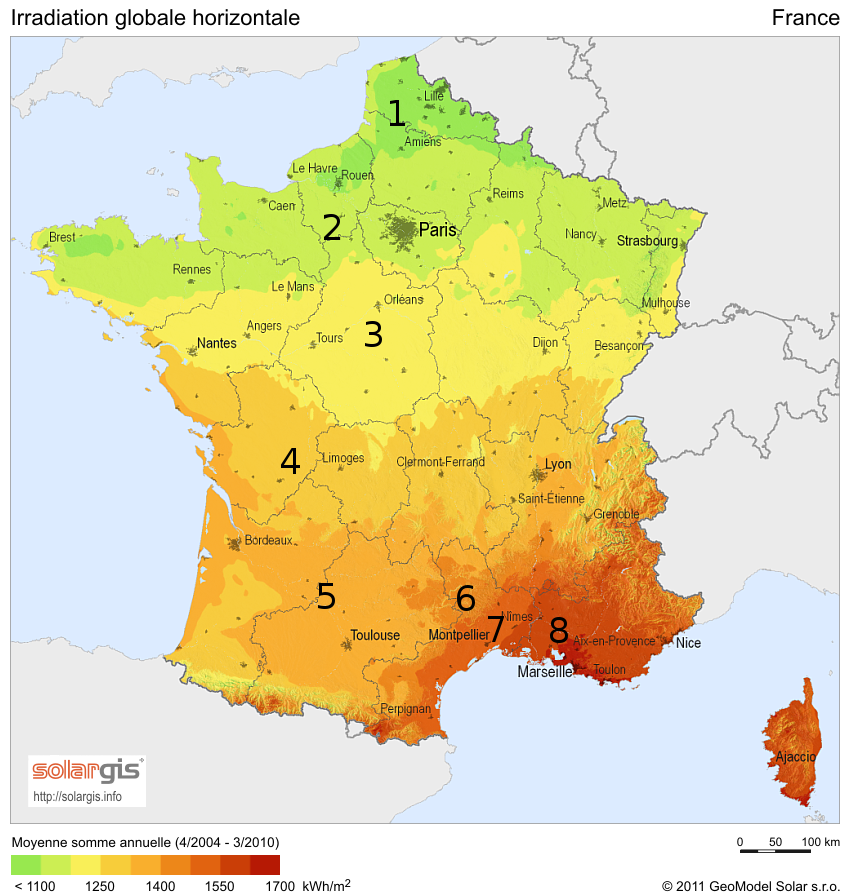 Irradiation globale horizontale
France
Lille
1
Amiens
Le Havre
Rouen
Reims
Metz
Caen
2
Paris
Nancy
Strasbourg
Brest
Rennes
Le Mans
Orléans
Mulhouse
Angers
Tours
3
Nantes
Dijon
Besançon
4
Limoges
Clermont-Ferrand
Lyon
Saint-Étienne
Grenoble
Bordeaux
5
6
Nîmes
7
8
Toulouse
Montpellier
Aix-en-Provence
Nice
Marseille
Toulon
Perpignan
Ajaccio
solargis
http://solargis.info
Moyenne somme annuelle (4/2004 - 3/2010)
0 50 100 km
< 1100 1250 1400 1550 1700 kWh/m²
© 2011 GeoModel Solar s.r.o.